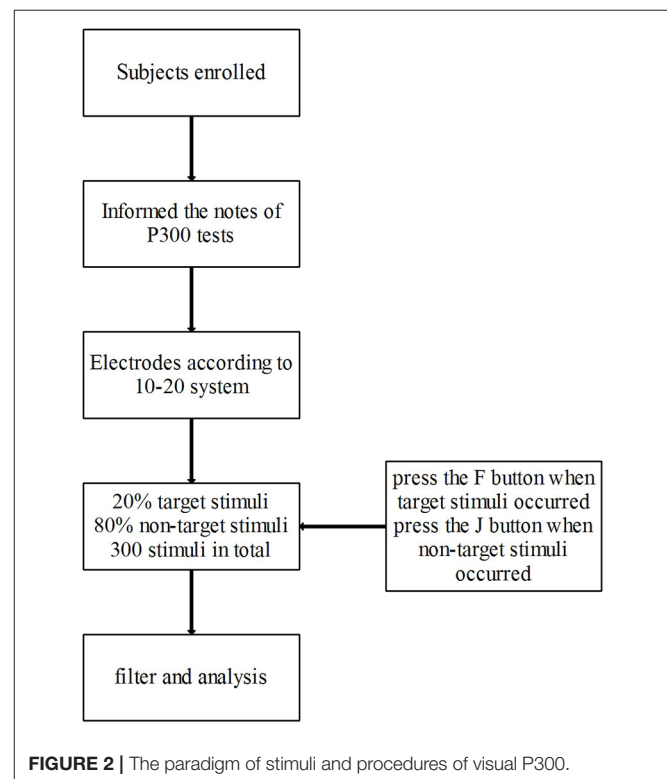 Subjects enrolled
Informed the notes of
P300 tests
Electrodes according to
10-20 system
20% target stimuli
80% non-target stimuli
300 stimuli in total
press the F button when
target stimuli occurred
press the J button when
non-target stimuli
occurred
filter and analysis
FIGURE 2 | The paradigm of stimuli and procedures of visual P300.